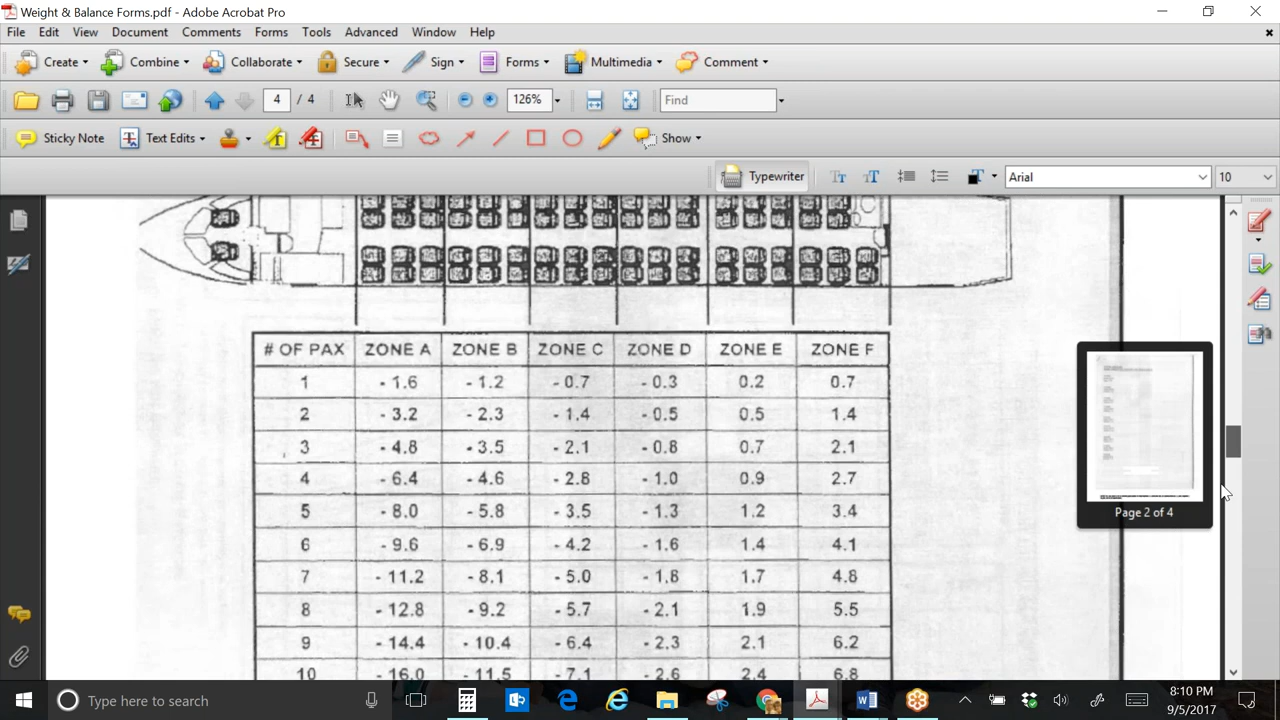 Weight & Balance Forms.pdf - Adobe Acrobat Pro
File Edit View Document Comments Forms Tools Advanced Window Help
Create Combine Collaborate Secure Sign Forms Multimedia Comment
4 / 4 126% Find
Sticky Note Text Edits Show
Typewriter Arial 10
# OF PAX ZONE A ZONE B ZONE C ZONE D ZONE E ZONE F
1 - 1.6 - 1.2 - 0.7 - 0.3 0.2 0.7
2 - 3.2 - 2.3 - 1.4 - 0.5 0.5 1.4
3 - 4.8 - 3.5 - 2.1 - 0.8 0.7 2.1
4 - 6.4 - 4.6 - 2.8 - 1.0 0.9 2.7
5 - 8.0 - 5.8 - 3.5 - 1.3 1.2 3.4
6 - 9.6 - 6.9 - 4.2 - 1.6 1.4 4.1
7 - 11.2 - 8.1 - 5.0 - 1.8 1.7 4.8
8 - 12.8 - 9.2 - 5.7 - 2.1 1.9 5.5
9 - 14.4 - 10.4 - 6.4 - 2.3 2.1 6.2
10 - 16.0 - 11.5 - 7.1 - 2.6 2.4 6.8
Page 2 of 4
Type here to search
8:10 PM
9/5/2017